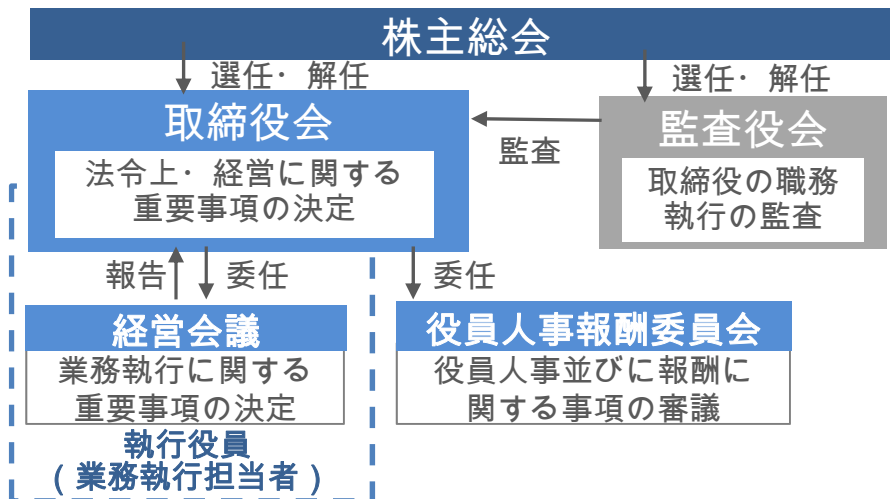 株主総会
選任・解任
選任・解任
取締役会
法令上・経営に関する
重要事項の決定
監査
監査役会
取締役の職務
執行の監査
報告
委任
委任
経営会議
業務執行に関する
重要事項の決定
役員人事報酬委員会
役員人事並びに報酬に
関する事項の審議
執行役員
（業務執行担当者）